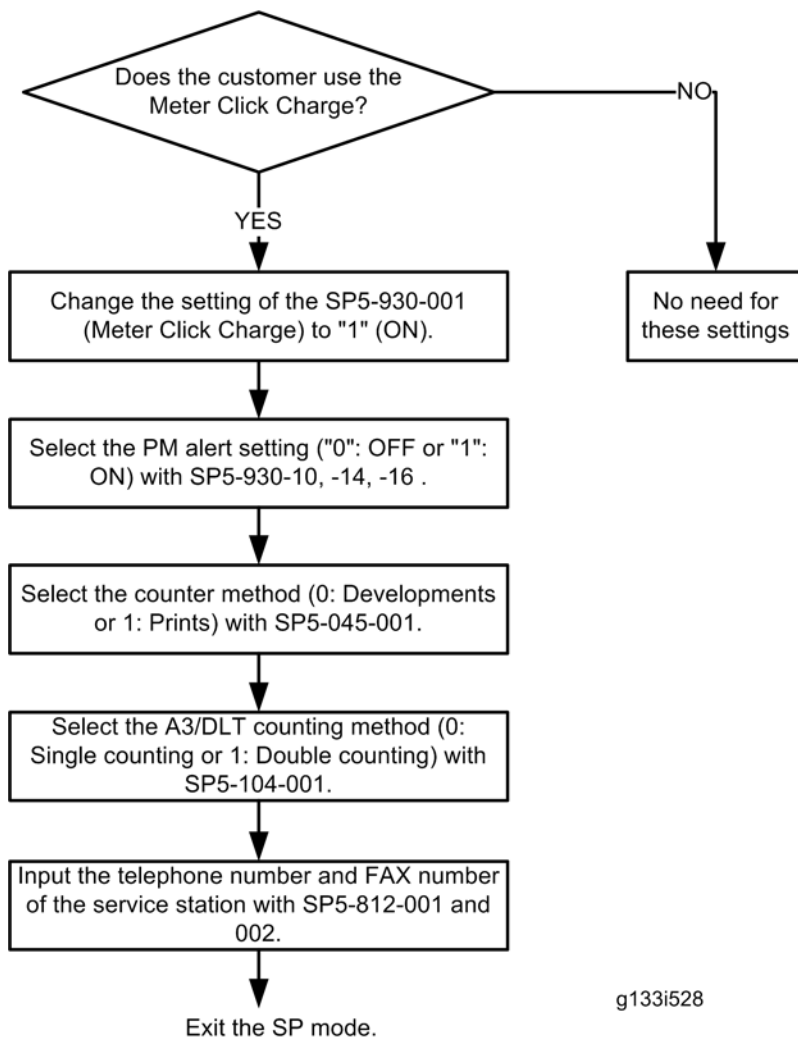 Does the customer use the
Meter Click Charge?
NO
YES
Change the setting of the SP5-930-001
(Meter Click Charge) to "1" (ON).
No need for
these settings
Select the PM alert setting ("0": OFF or "1":
ON) with SP5-930-10, -14, -16 .
Select the counter method (0: Developments
or 1: Prints) with SP5-045-001.
Select the A3/DLT counting method (0:
Single counting or 1: Double counting) with
SP5-104-001.
Input the telephone number and FAX number
of the service station with SP5-812-001 and
002.
g133i528
Exit the SP mode.